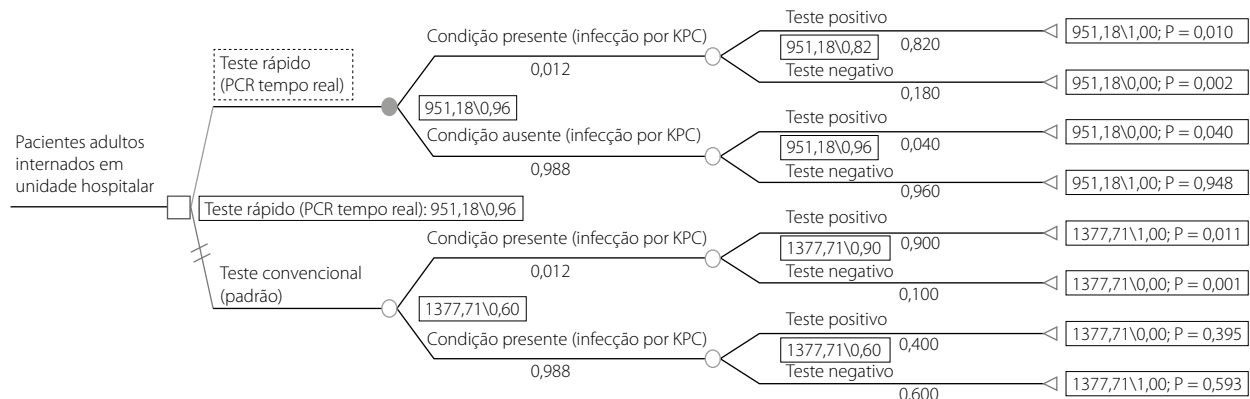 Pacientes adultos
internados em
unidade hospitalar
Teste rápido (PCR tempo real): 951,18\0,96
Teste rápido
(PCR tempo real)
951,18\0,96
Condição presente (infecção por KPC)
0,012
951,18\0,82
Teste positivo
0,820
951,18\1,00; P = 0,010
Teste negativo
0,180
951,18\0,00; P = 0,002
Condição ausente (infecção por KPC)
0,988
951,18\0,96
Teste positivo
0,040
951,18\0,00; P = 0,040
Teste negativo
0,960
951,18\1,00; P = 0,948
Teste convencional
(padrão)
1377,71\0,60
Condição presente (infecção por KPC)
0,012
1377,71\0,90
Teste positivo
0,900
1377,71\1,00; P = 0,011
Teste negativo
0,100
1377,71\0,00; P = 0,001
Condição presente (infecção por KPC)
0,988
1377,71\0,60
Teste positivo
0,400
1377,71\0,00; P = 0,395
Teste negativo
0,600
1377,71\1,00; P = 0,593